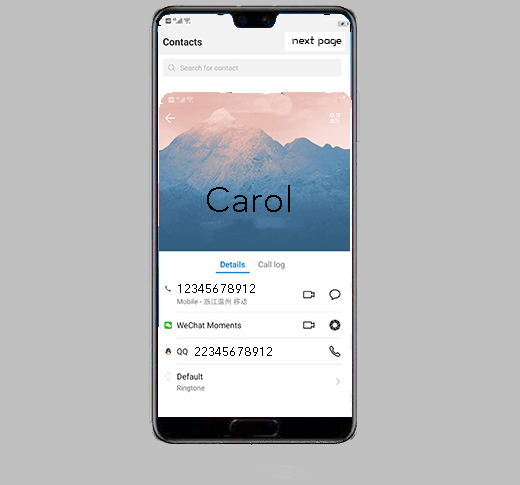 Contacts
next page
Search for contact
Carol
Details Call log
12345678912
Mobile - 浙江温州 移动
WeChat Moments
QQ 22345678912
Default
Ringtone